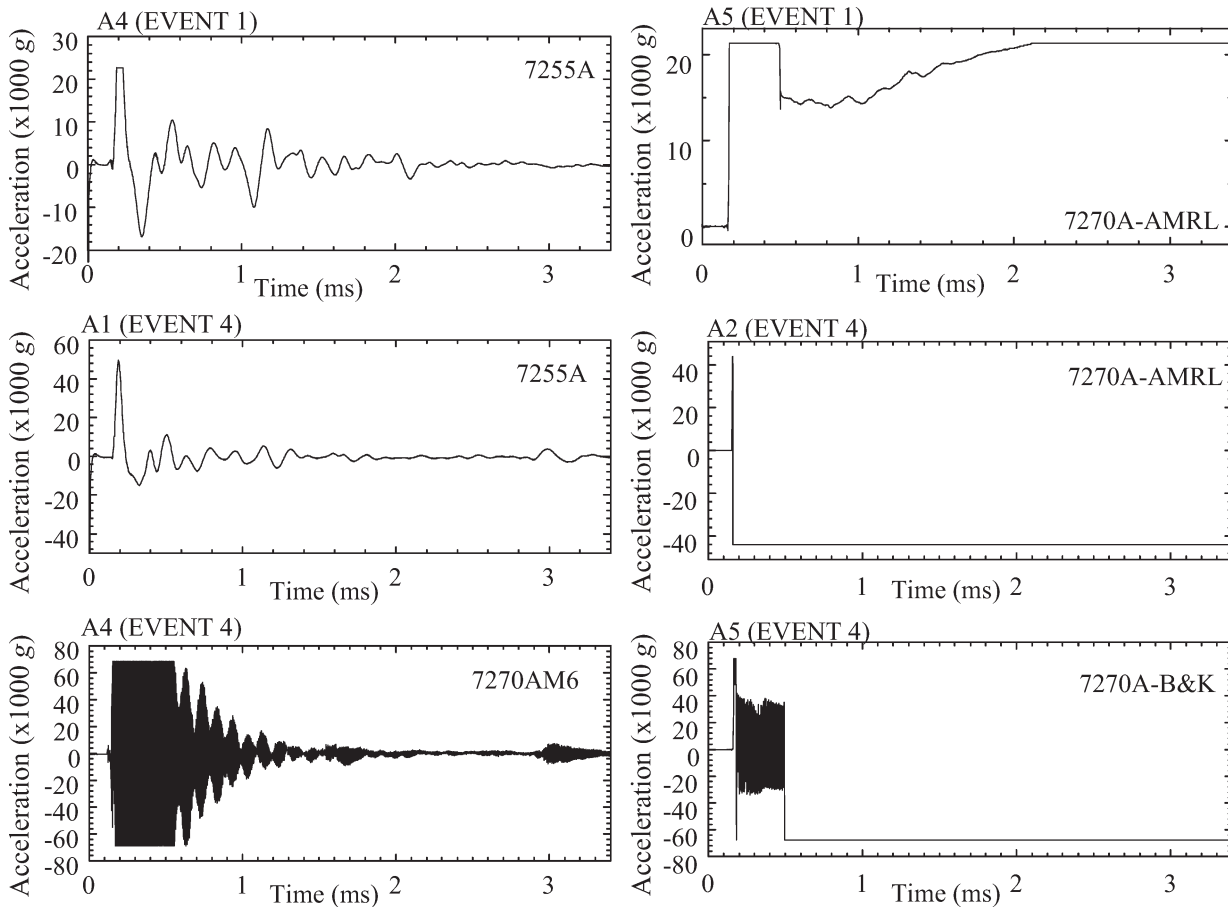 A4 (EVENT 1)
Acceleration (x1000 g)
30
20
10
0
-10
-20
7255A
0 1 2 3
Time (ms)
A5 (EVENT 1)
Acceleration (x1000 g)
20
10
0
7270A-AMRL
0 1 2 3
Time (ms)
A1 (EVENT 4)
Acceleration (x1000 g)
60
40
20
0
-20
-40
7255A
0 1 2 3
Time (ms)
A2 (EVENT 4)
Acceleration (x1000 g)
40
20
0
-20
-40
7270A-AMRL
0 1 2 3
Time (ms)
A4 (EVENT 4)
Acceleration (x1000 g)
80
60
40
20
0
-20
-40
-60
-80
7270AM6
0 1 2 3
Time (ms)
A5 (EVENT 4)
Acceleration (x1000 g)
80
60
40
20
0
-20
-40
-60
-80
7270A-B&K
0 1 2 3
Time (ms)